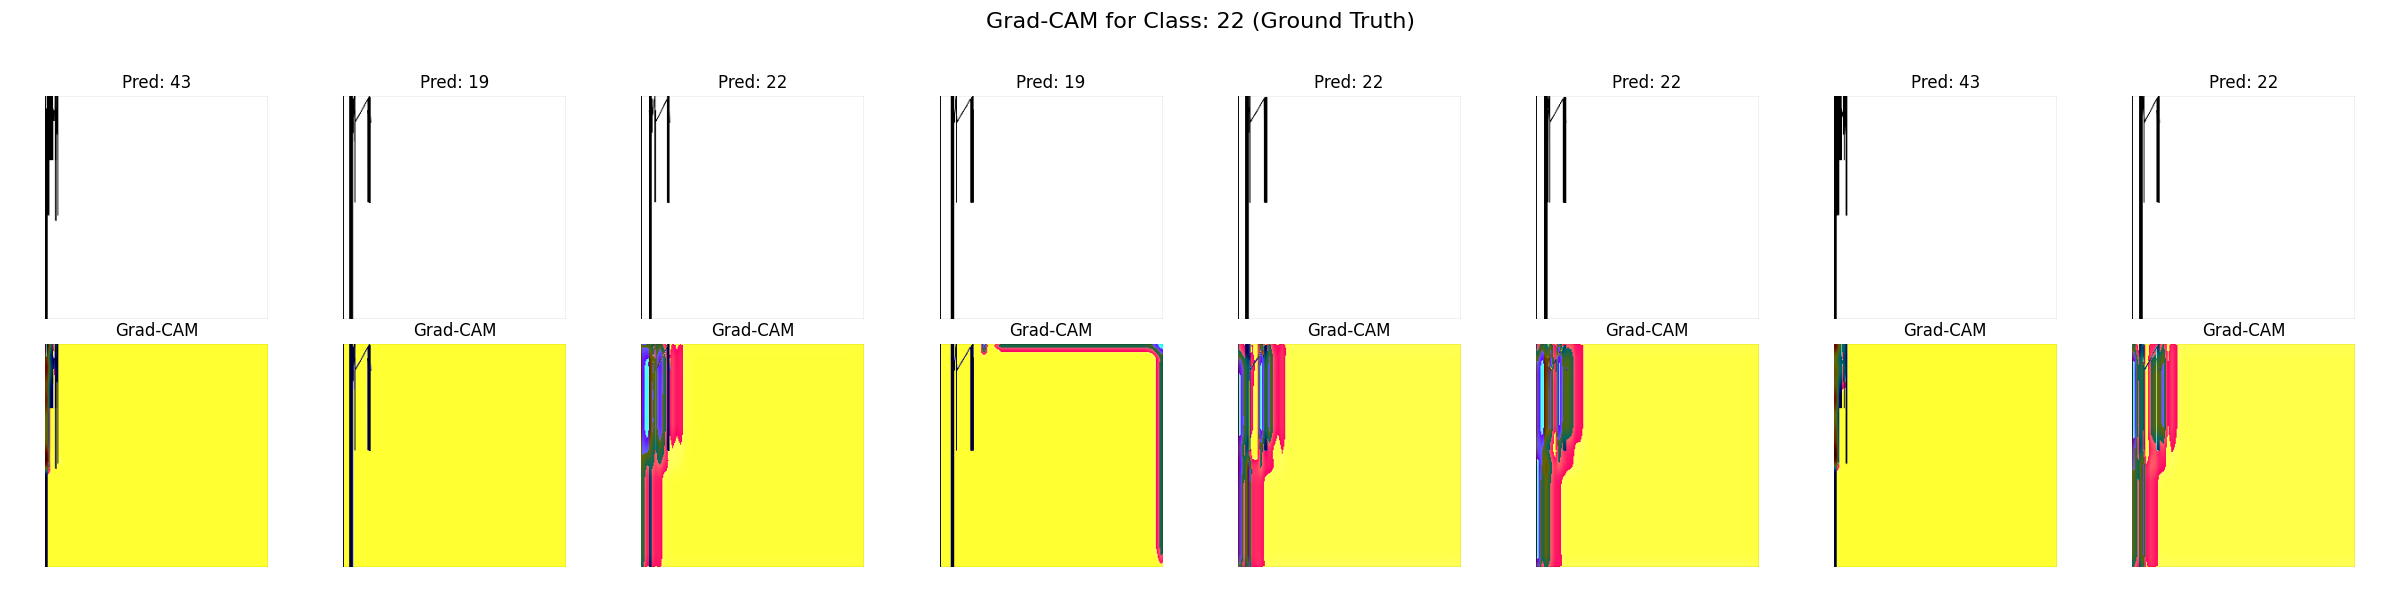 Grad-CAM for Class: 22 (Ground Truth)
Pred: 43 Pred: 19 Pred: 22 Pred: 19 Pred: 22 Pred: 22 Pred: 43 Pred: 22
Grad-CAM Grad-CAM Grad-CAM Grad-CAM Grad-CAM Grad-CAM Grad-CAM Grad-CAM